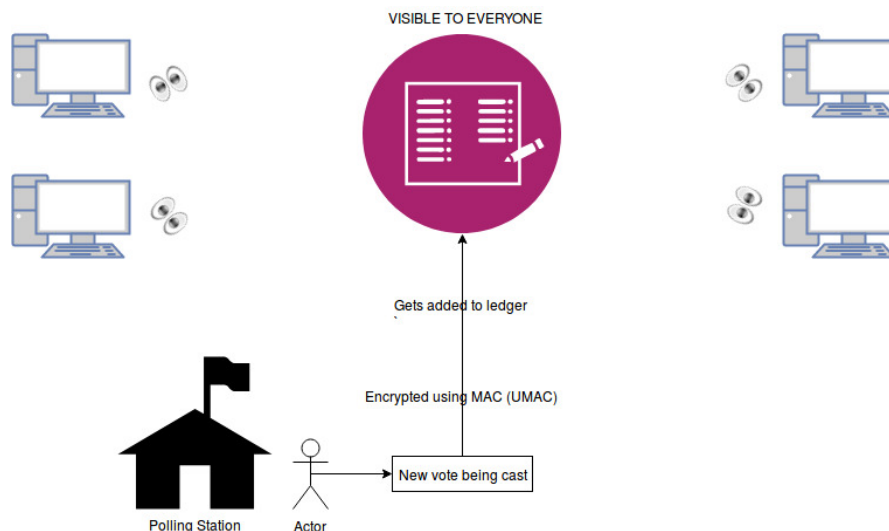 VISIBLE TO EVERYONE
Gets added to ledger
`
Encrypted using MAC (UMAC)
New vote being cast
Polling Station
Actor